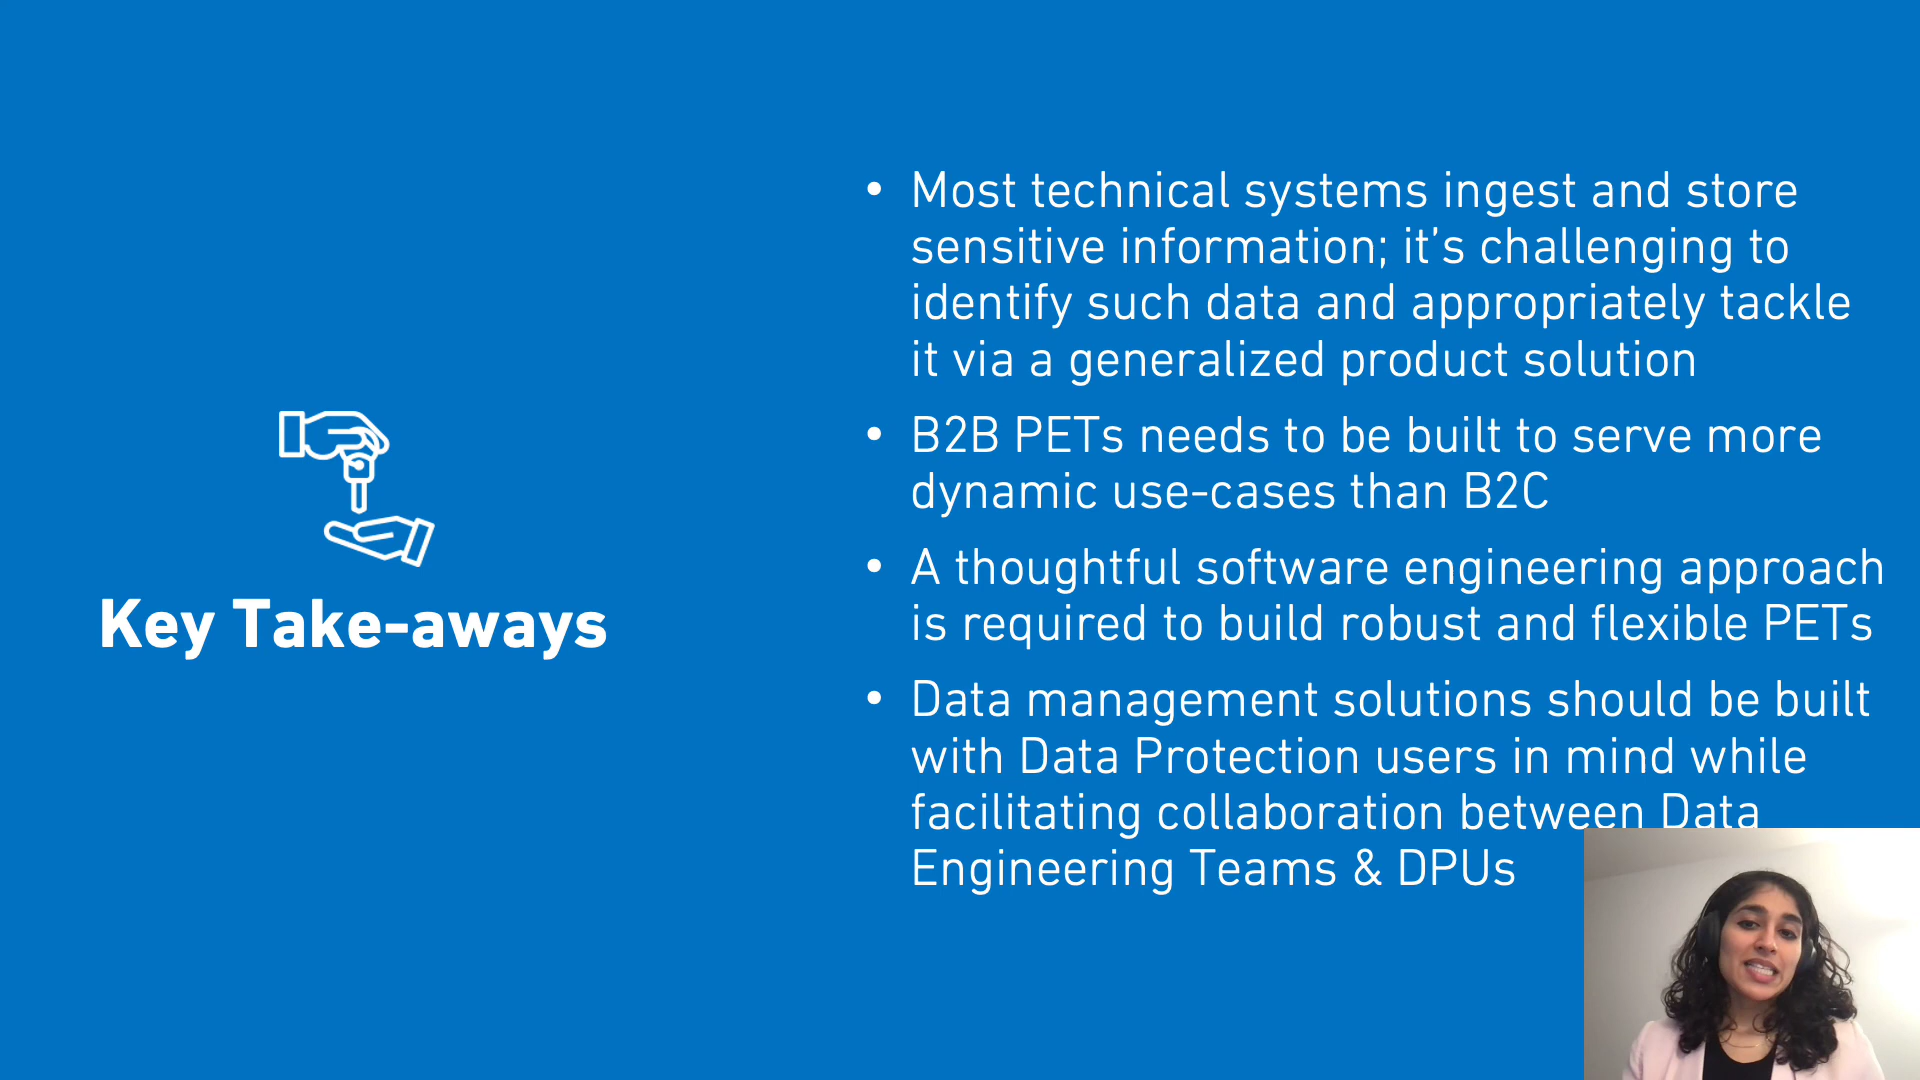 Key Take-aways
• Most technical systems ingest and store
sensitive information; it’s challenging to
identify such data and appropriately tackle
it via a generalized product solution
• B2B PETs needs to be built to serve more
dynamic use-cases than B2C
• A thoughtful software engineering approach
is required to build robust and flexible PETs
• Data management solutions should be built
with Data Protection users in mind while
facilitating collaboration between Data
Engineering Teams & DPUs